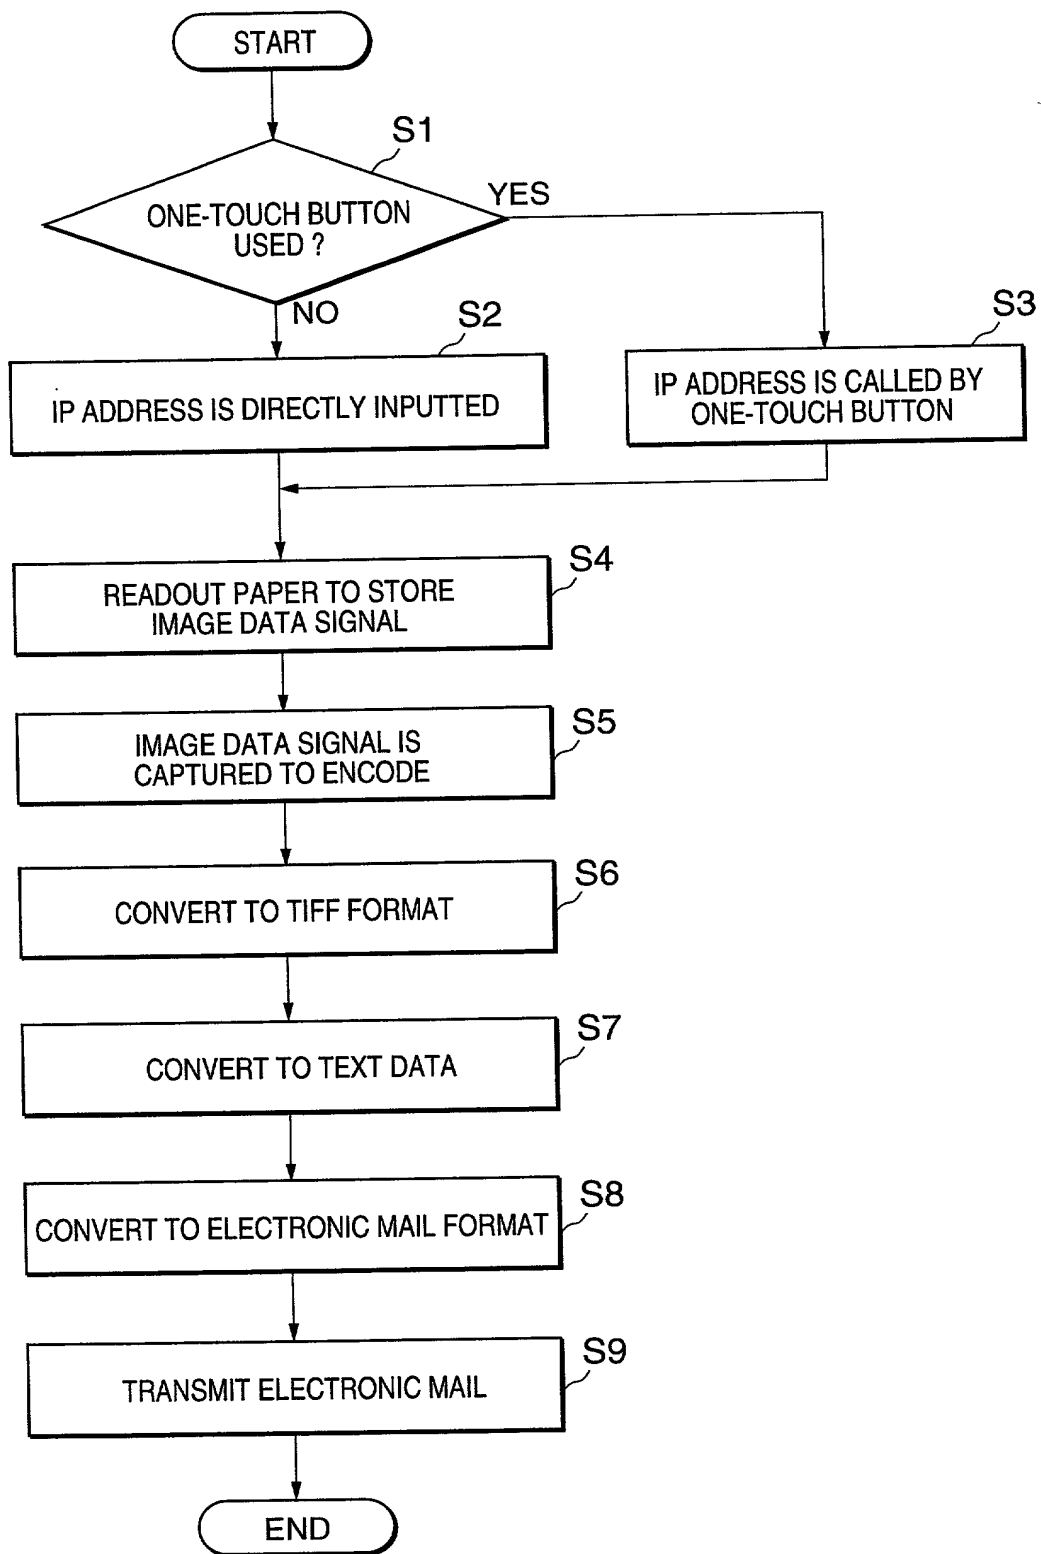 START
S1
ONE-TOUCH BUTTON
USED ?
YES
NO
S2
IP ADDRESS IS DIRECTLY INPUTTED
S3
IP ADDRESS IS CALLED BY
ONE-TOUCH BUTTON
S4
READOUT PAPER TO STORE
IMAGE DATA SIGNAL
S5
IMAGE DATA SIGNAL IS
CAPTURED TO ENCODE
S6
CONVERT TO TIFF FORMAT
S7
CONVERT TO TEXT DATA
S8
CONVERT TO ELECTRONIC MAIL FORMAT
S9
TRANSMIT ELECTRONIC MAIL
END